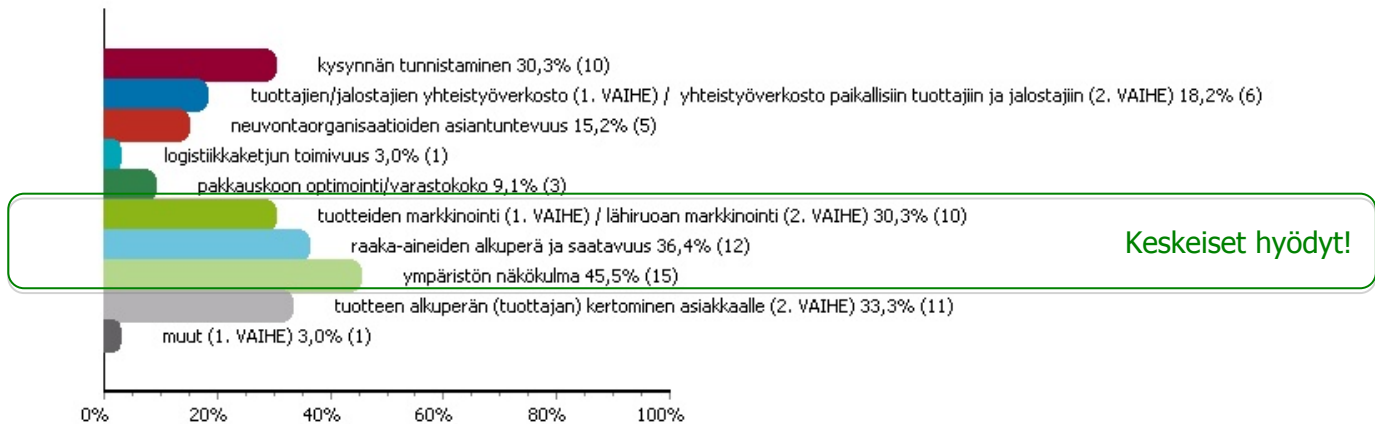 kysynnän tunnistaminen 30,3% (10)
tuottajien/jalostajien yhteistyöverkosto (1. VAIHE) / yhteistyöverkosto paikallisiin tuottajiin ja jalostajiin (2. VAIHE) 18,2% (6)
neuvontaorganisaatioiden asiantuntevuus 15,2% (5)
logistiikkaketjun toimivuus 3,0% (1)
pakkauskoon optimointi/varastokoko 9,1% (3)
tuotteiden markkinointi (1. VAIHE) / lähiruoan markkinointi (2. VAIHE) 30,3% (10)
raaka-aineiden alkuperä ja saatavuus 36,4% (12)
Keskeiset hyödyt!
ympäristön näkökulma 45,5% (15)
tuotteen alkuperän (tuottajan) kertominen asiakkaalle (2. VAIHE) 33,3% (11)
muut (1. VAIHE) 3,0% (1)
0% 20% 40% 60% 80% 100%